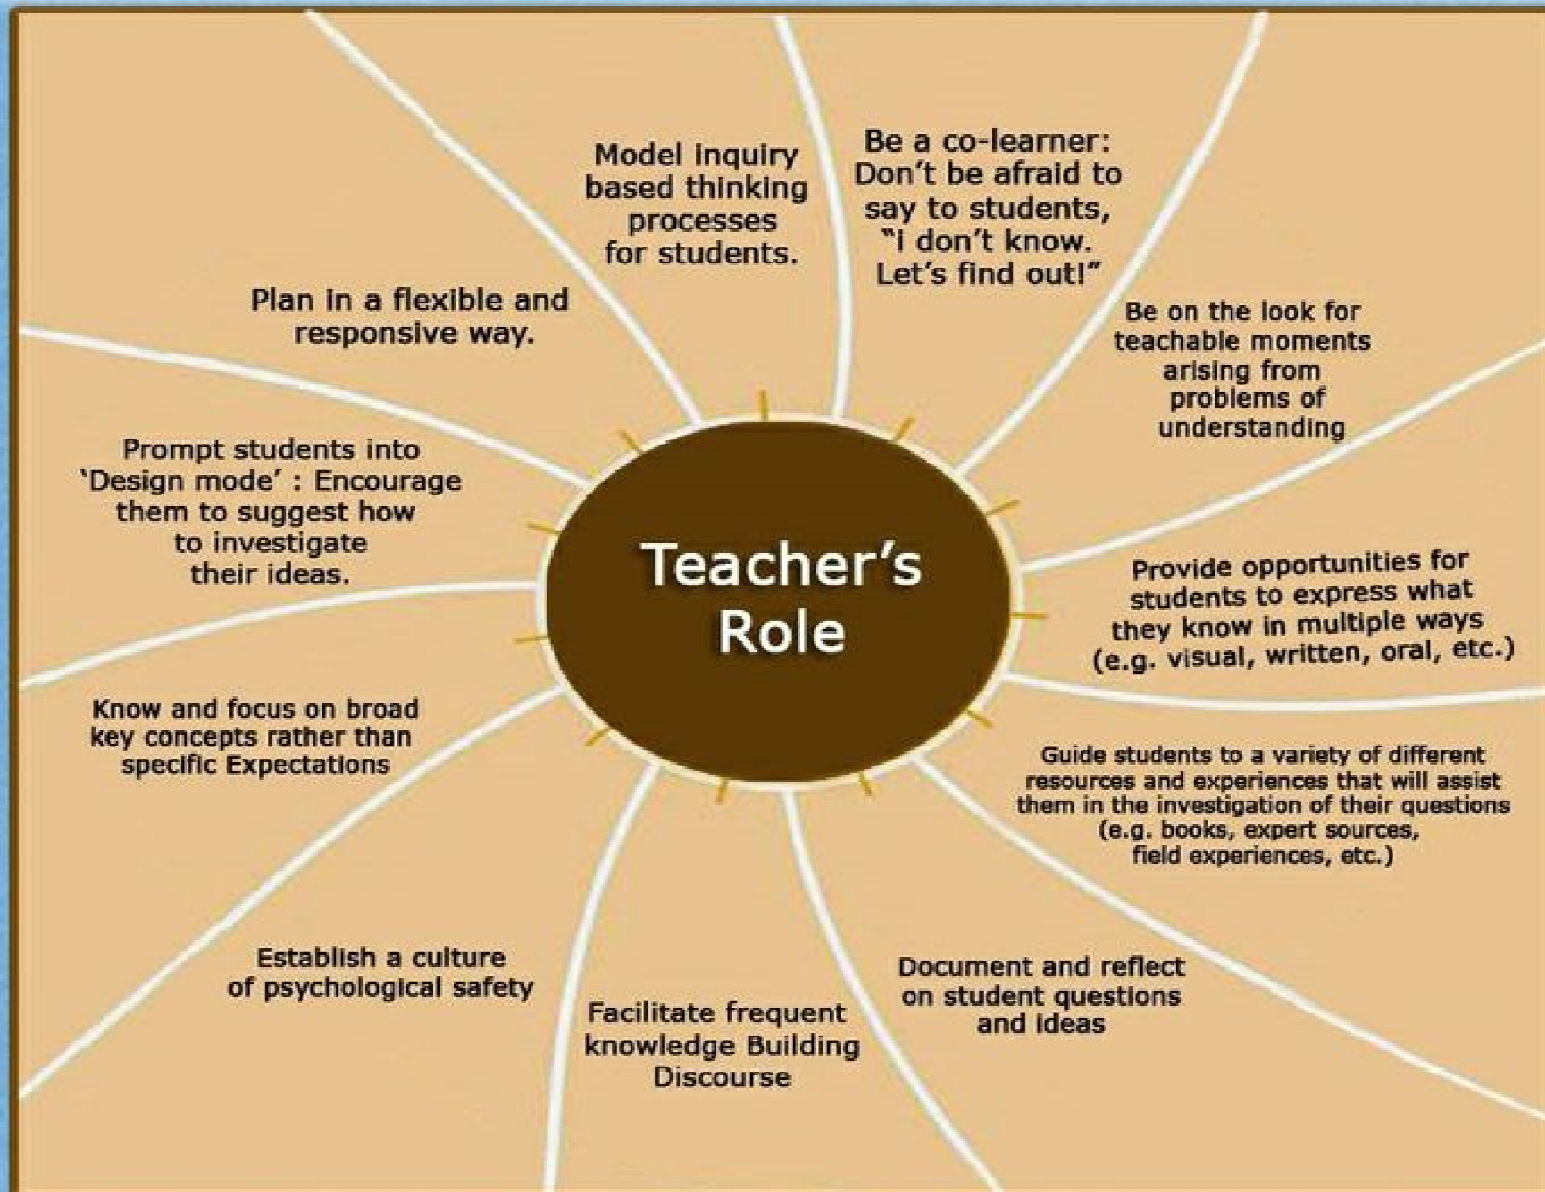 Teacher's
Role
Model inquiry
based thinking
processes
for students.
Be a co-learner:
Don't be afraid to
say to students,
“I don't know.
Let's find out!”
Be on the look for
teachable moments
arising from
problems of
understanding
Provide opportunities for
students to express what
they know in multiple ways
(e.g. visual, written, oral, etc.)
Guide students to a variety of different
resources and experiences that will assist
them in the investigation of their questions
(e.g. books, expert sources,
field experiences, etc.)
Document and reflect
on student questions
and ideas
Facilitate frequent
knowledge Building
Discourse
Establish a culture
of psychological safety
Know and focus on broad
key concepts rather than
specific Expectations
Prompt students into
‘Design mode’ : Encourage
them to suggest how
to investigate
their ideas.
Plan in a flexible and
responsive way.